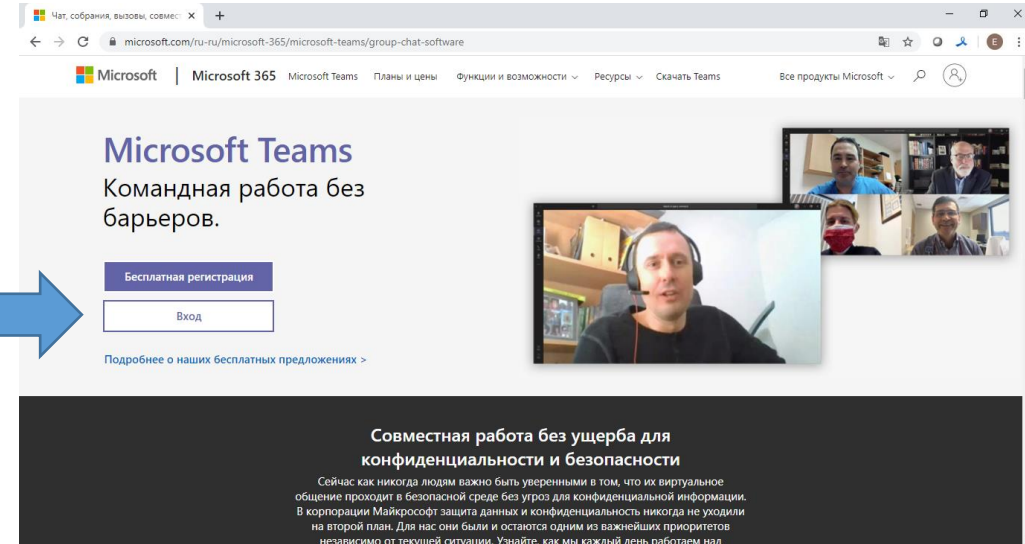 Чат, собрания, вызовы, совмес
microsoft.com/ru-ru/microsoft-365/microsoft-teams/group-chat-software
E
Microsoft Microsoft 365 Microsoft Teams Планы и цены Функции и возможности Ресурсы Скачать Teams Все продукты Microsoft
Microsoft Teams
Командная работа без
барьеров.
Бесплатная регистрация
Вход
Подробнее о наших бесплатных предложениях >
Совместная работа без ущерба для
конфиденциальности и безопасности
Сейчас как никогда людям важно быть уверенными в том, что их виртуальное
общение проходит в безопасной среде без угроз для конфиденциальной информации.
В корпорации Майкрософт защита данных и конфиденциальность никогда не уходили
на второй план. Для нас они были и остаются одним из важнейших приоритетов
независимо от текущей ситуации. Узнайте, как мы каждый день работаем над